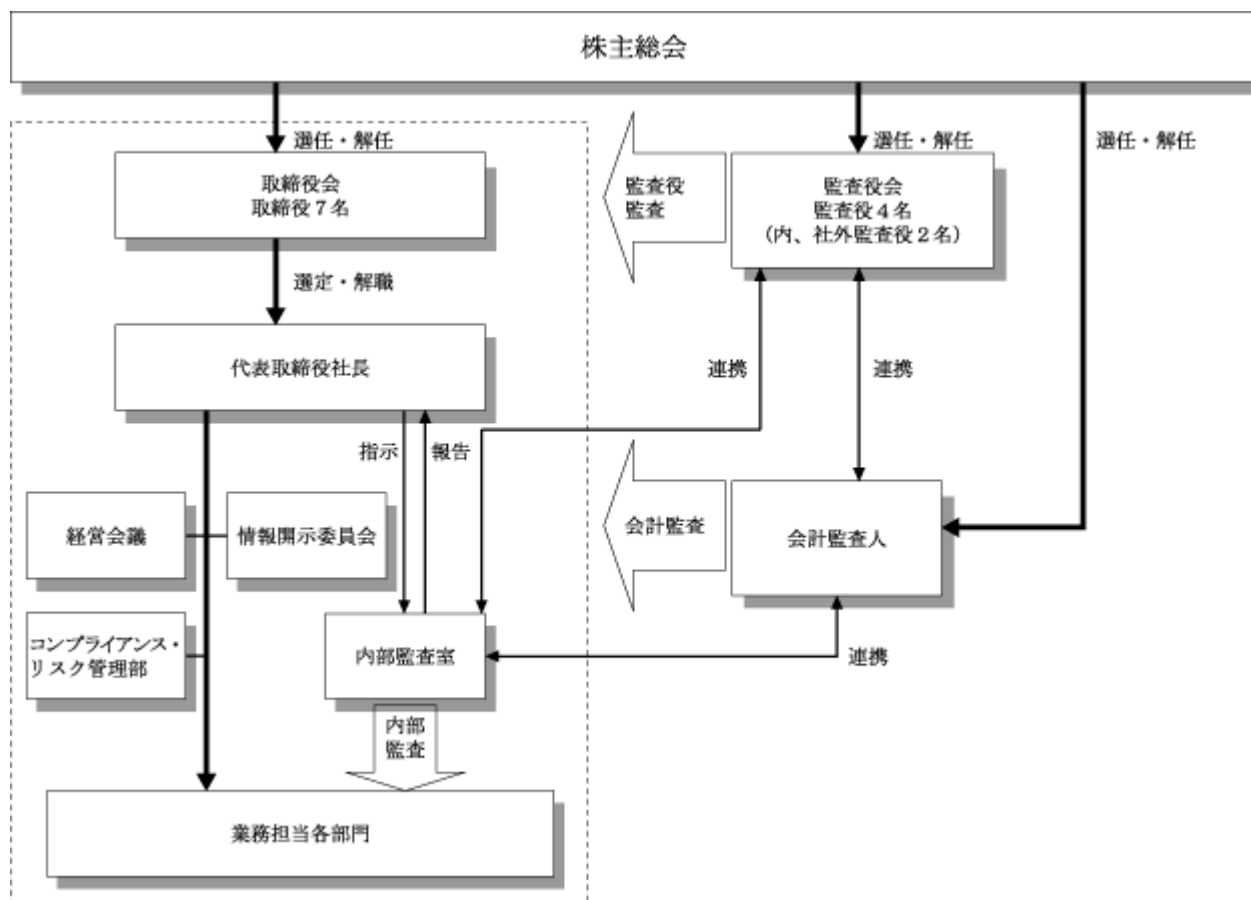 株主総会
選任・解任
選任・解任
選任・解任
取締役会
取締役7名
監査役
監査
監査役会
監査役4名
(内、社外監査役2名)
選定・解職
代表取締役社長
連携
連携
指示
報告
経営会議
情報開示委員会
会計監査
会計監査人
コンプライアンス・
リスク管理部
内部監査室
連携
内部
監査
業務担当各部門